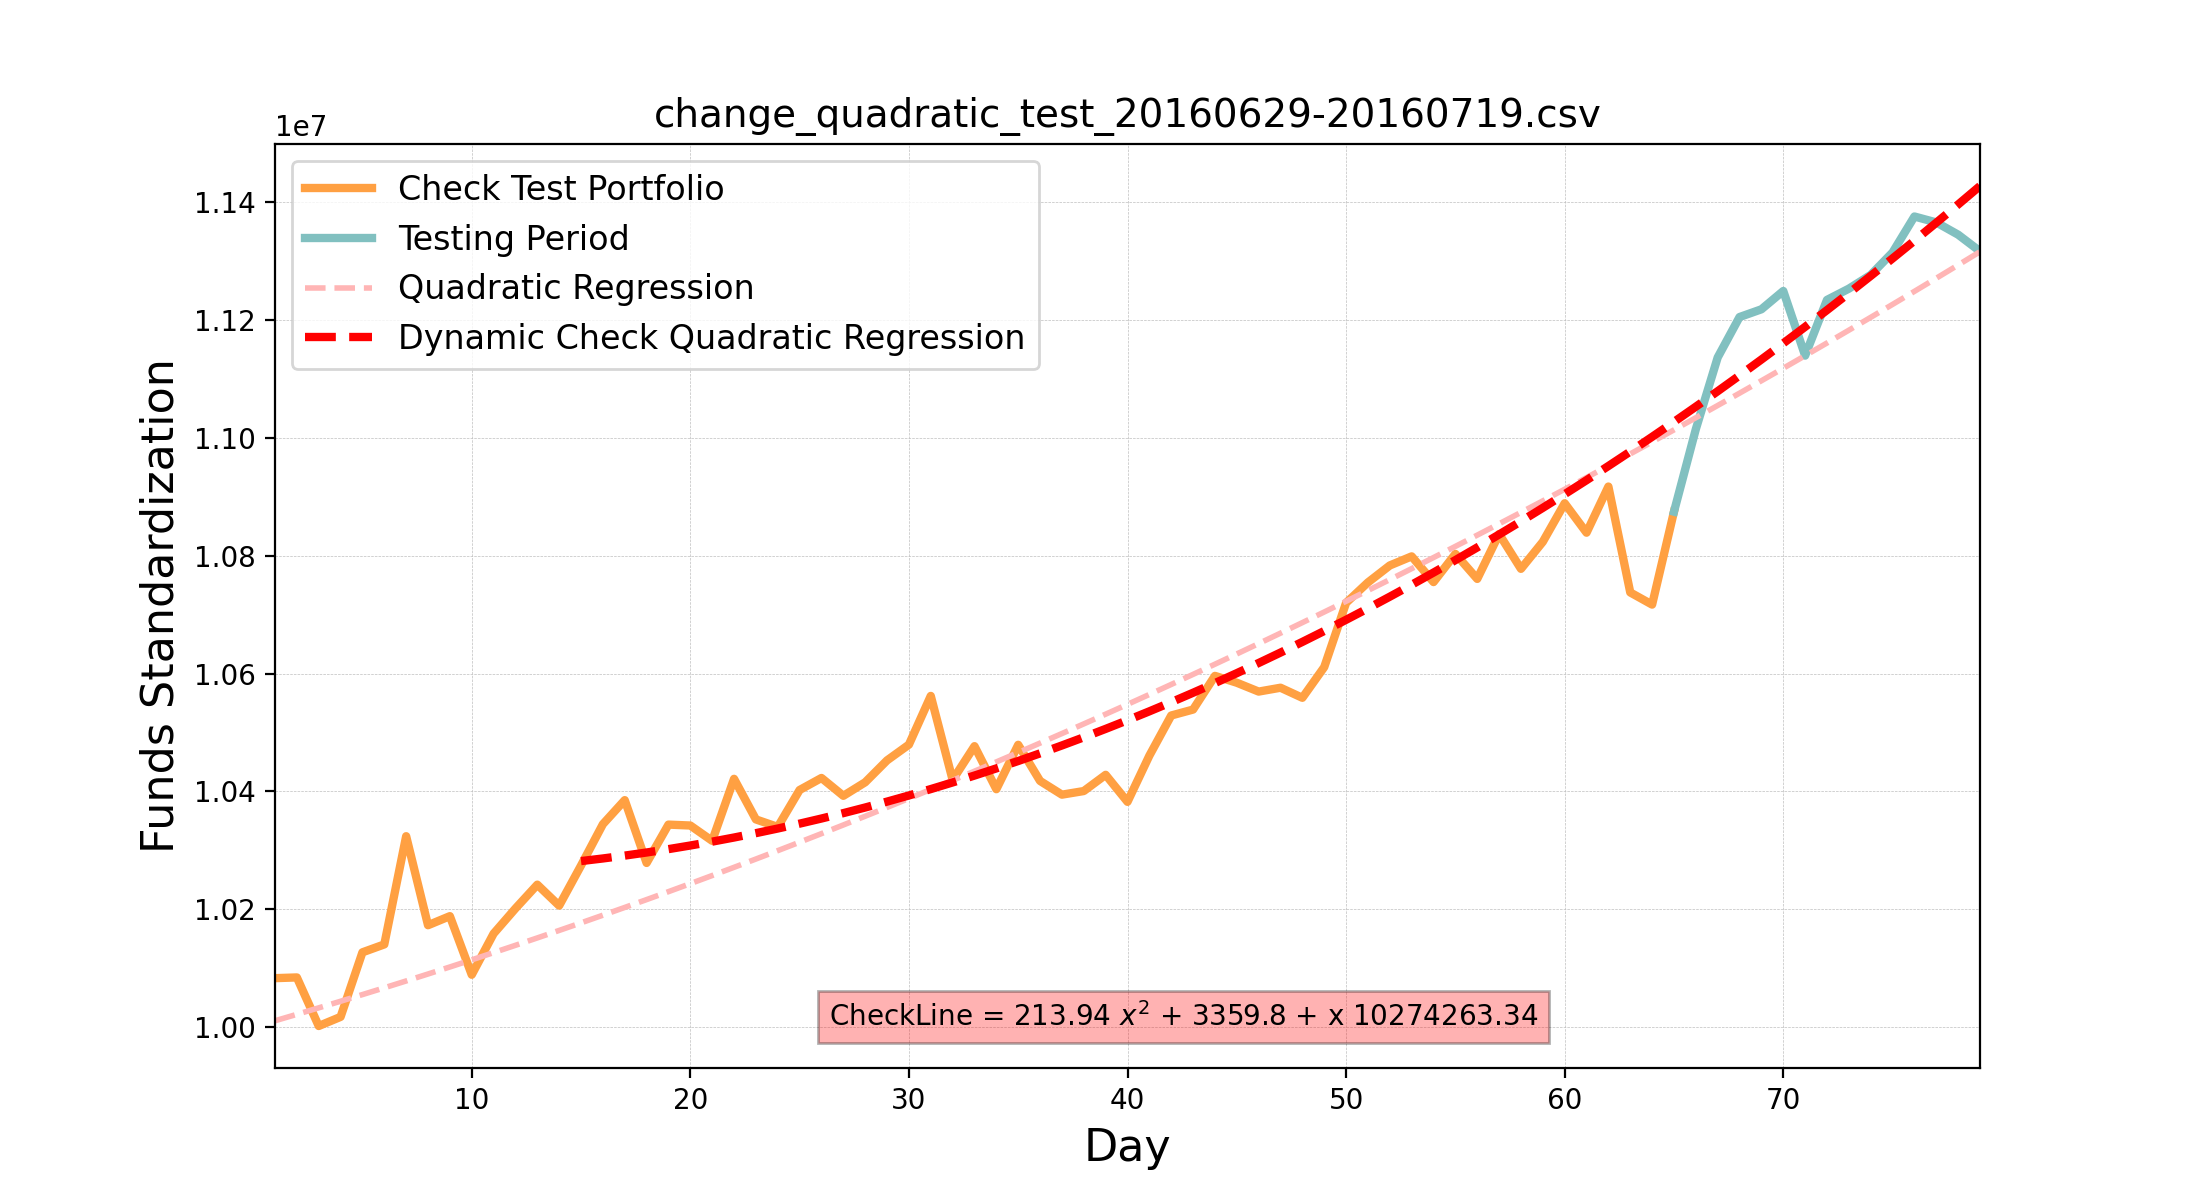 change_quadratic_test_20160629-20160719.csv
1e7
Check Test Portfolio
Testing Period
Quadratic Regression
Dynamic Check Quadratic Regression
1.14
1.12
1.10
1.08
1.06
1.04
1.02
1.00
Funds Standardization
CheckLine = 213.94 x² + 3359.8 + x 10274263.34
10 20 30 40 50 60 70
Day